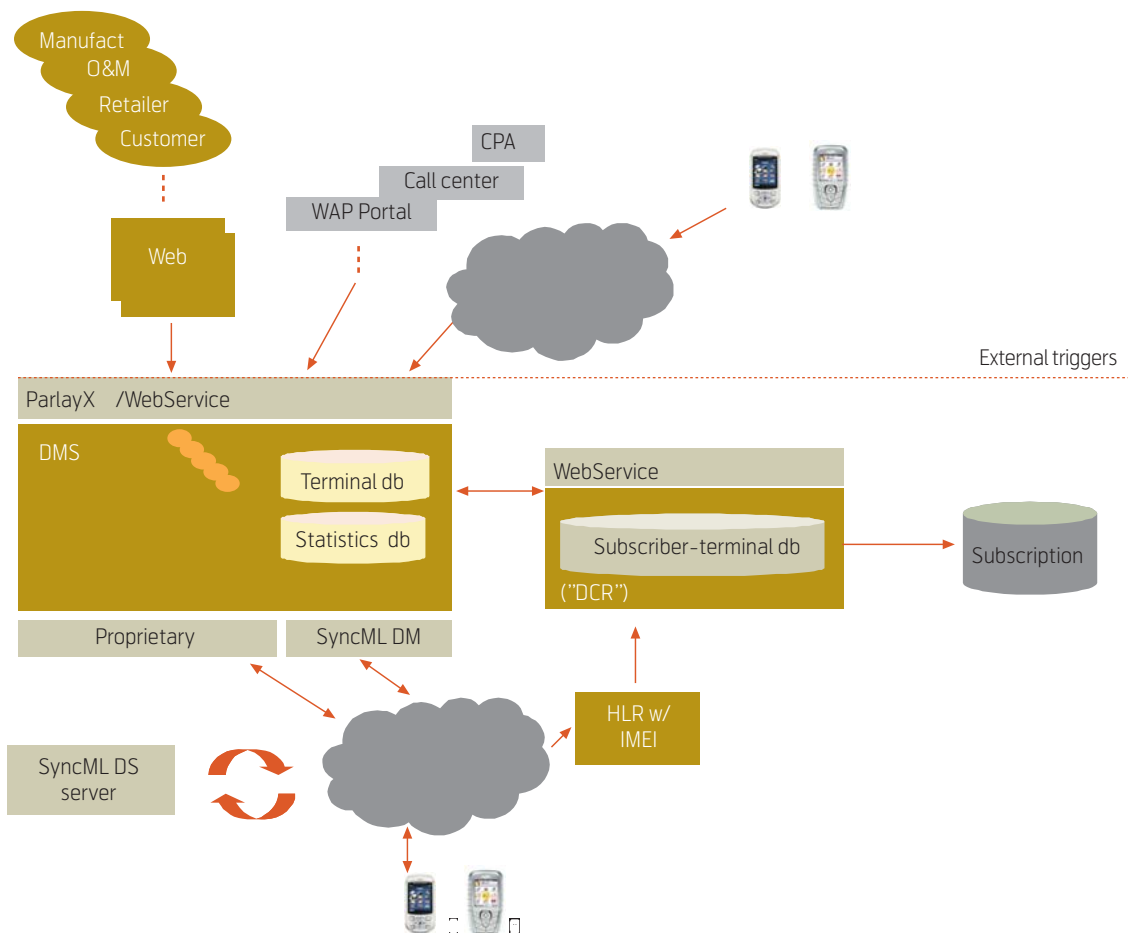 Manufact
O&M
Retailer
Customer
CPA
Call center
WAP Portal
Web
External triggers
ParlayX /WebService
DMS
Terminal db
WebService
Statistics db
Subscriber-terminal db
Subscription
("DCR")
Proprietary
SyncML DM
HLR w/
IMEI
SyncML DS
server